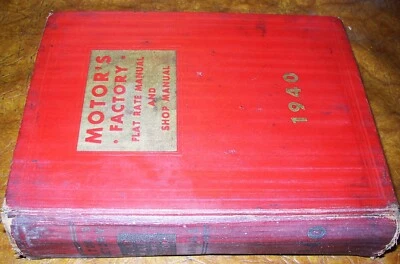 MOTOR'S
• FACTORY •
FLAT RATE MANUAL
AND
SHOP MANUAL
1940